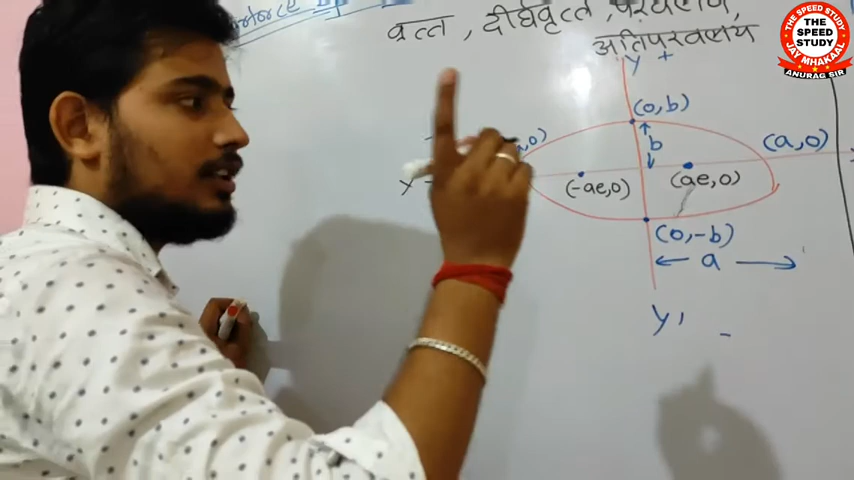 वृत्त, दीर्घवृत्त, परवलय,
अतिपरवलय
THE SPEED STUDY
JAY MHAKAAL
THE SPEED STUDY
ANURAG SIR
y +
(0,b)
b
(a,0)
x -
(-ae,0)
(ae,0)
(0,-b)
a
y'
-